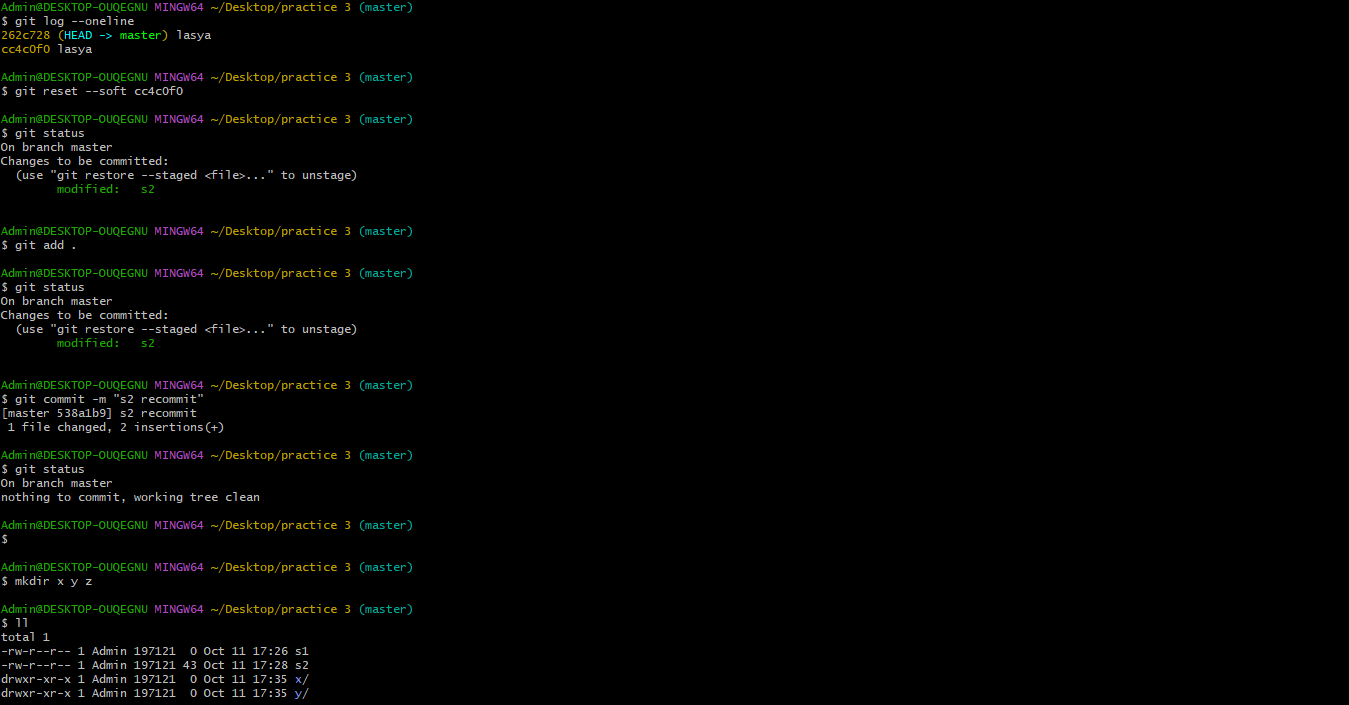 Admin@DESKTOP-OUQEGNU MINGW64 ~/Desktop/practice 3 (master)
$ git log --oneline
262c728 (HEAD -> master) lasya
cc4c0f0 lasya
Admin@DESKTOP-OUQEGNU MINGW64 ~/Desktop/practice 3 (master)
$ git reset --soft cc4c0f0
Admin@DESKTOP-OUQEGNU MINGW64 ~/Desktop/practice 3 (master)
$ git status
On branch master
Changes to be committed:
  (use "git restore --staged <file>..." to unstage)
        modified:   s2
Admin@DESKTOP-OUQEGNU MINGW64 ~/Desktop/practice 3 (master)
$ git add .
Admin@DESKTOP-OUQEGNU MINGW64 ~/Desktop/practice 3 (master)
$ git status
On branch master
Changes to be committed:
  (use "git restore --staged <file>..." to unstage)
        modified:   s2
Admin@DESKTOP-OUQEGNU MINGW64 ~/Desktop/practice 3 (master)
$ git commit -m "s2 recommit"
[master 538a1b9] s2 recommit
 1 file changed, 2 insertions(+)
Admin@DESKTOP-OUQEGNU MINGW64 ~/Desktop/practice 3 (master)
$ git status
On branch master
nothing to commit, working tree clean
Admin@DESKTOP-OUQEGNU MINGW64 ~/Desktop/practice 3 (master)
$
Admin@DESKTOP-OUQEGNU MINGW64 ~/Desktop/practice 3 (master)
$ mkdir x y z
Admin@DESKTOP-OUQEGNU MINGW64 ~/Desktop/practice 3 (master)
$ ll
total 1
-rw-r--r-- 1 Admin 197121  0 Oct 11 17:26 s1
-rw-r--r-- 1 Admin 197121 43 Oct 11 17:28 s2
drwxr-xr-x 1 Admin 197121  0 Oct 11 17:35 x/
drwxr-xr-x 1 Admin 197121  0 Oct 11 17:35 y/